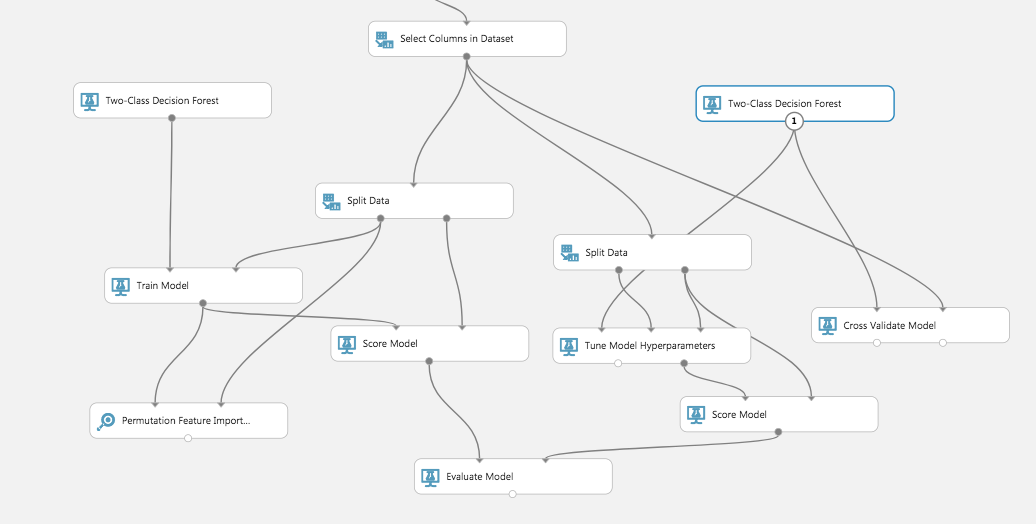 Select Columns in Dataset
Two-Class Decision Forest
Two-Class Decision Forest
1
Split Data
Split Data
Train Model
Cross Validate Model
Score Model
Tune Model Hyperparameters
Score Model
Permutation Feature Import...
Evaluate Model